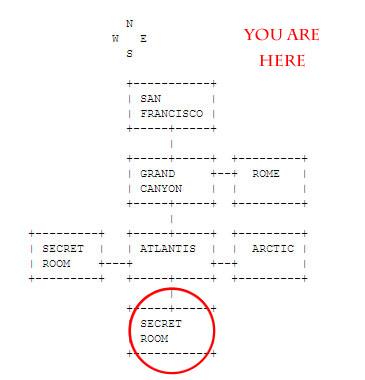 N
W E
S
YOU ARE
HERE
SAN
FRANCISCO
GRAND
CANYON
ROME
SECRET
ROOM
ATLANTIS
ARCTIC
SECRET
ROOM